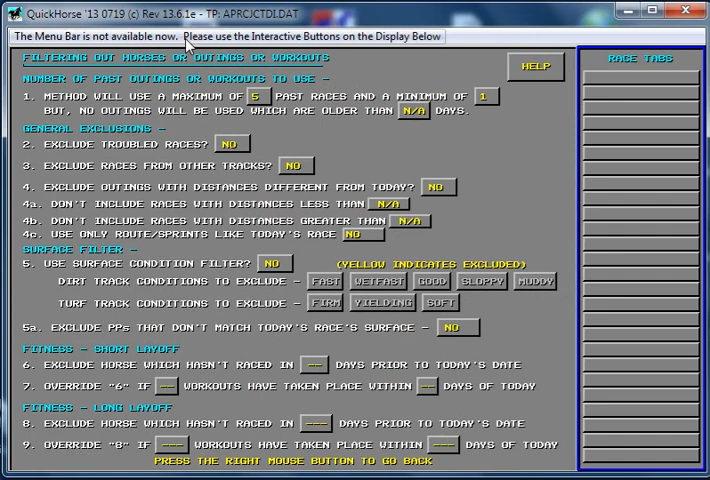 QuickHorse '13 0719 (c) Rev 13.6.1e - TP: APRCJCTDI.DAT
The Menu Bar is not available now. Please use the Interactive Buttons on the Display Below
FILTERING OUT HORSES OR OUTINGS OR WORKOUTS
HELP
RACE TABS
NUMBER OF PAST OUTINGS OR WORKOUTS TO USE -
1. METHOD WILL USE A MAXIMUM OF 5 PAST RACES AND A MINIMUM OF 1
BUT, NO OUTINGS WILL BE USED WHICH ARE OLDER THAN N/A DAYS.
GENERAL EXCLUSIONS -
2. EXCLUDE TROUBLED RACES? NO
3. EXCLUDE RACES FROM OTHER TRACKS? NO
4. EXCLUDE OUTINGS WITH DISTANCES DIFFERENT FROM TODAY? NO
4a. DON'T INCLUDE RACES WITH DISTANCES LESS THAN N/A
4b. DON'T INCLUDE RACES WITH DISTANCES GREATER THAN N/A
4c. USE ONLY ROUTE/SPRINTS LIKE TODAY'S RACE NO
SURFACE FILTER -
5. USE SURFACE CONDITION FILTER? NO (YELLOW INDICATES EXCLUDED)
DIRT TRACK CONDITIONS TO EXCLUDE - FAST WETFAST GOOD SLOPPY MUDDY
TURF TRACK CONDITIONS TO EXCLUDE - FIRM YIELDING SOFT
5a. EXCLUDE PPs THAT DON'T MATCH TODAY'S RACE'S SURFACE - NO
FITNESS - SHORT LAYOFF
6. EXCLUDE HORSE WHICH HASN'T RACED IN -- DAYS PRIOR TO TODAY'S DATE
7. OVERRIDE "6" IF -- WORKOUTS HAVE TAKEN PLACE WITHIN -- DAYS OF TODAY
FITNESS - LONG LAYOFF
8. EXCLUDE HORSE WHICH HASN'T RACED IN --- DAYS PRIOR TO TODAY'S DATE
9. OVERRIDE "8" IF --- WORKOUTS HAVE TAKEN PLACE WITHIN --- DAYS OF TODAY
PRESS THE RIGHT MOUSE BUTTON TO GO BACK